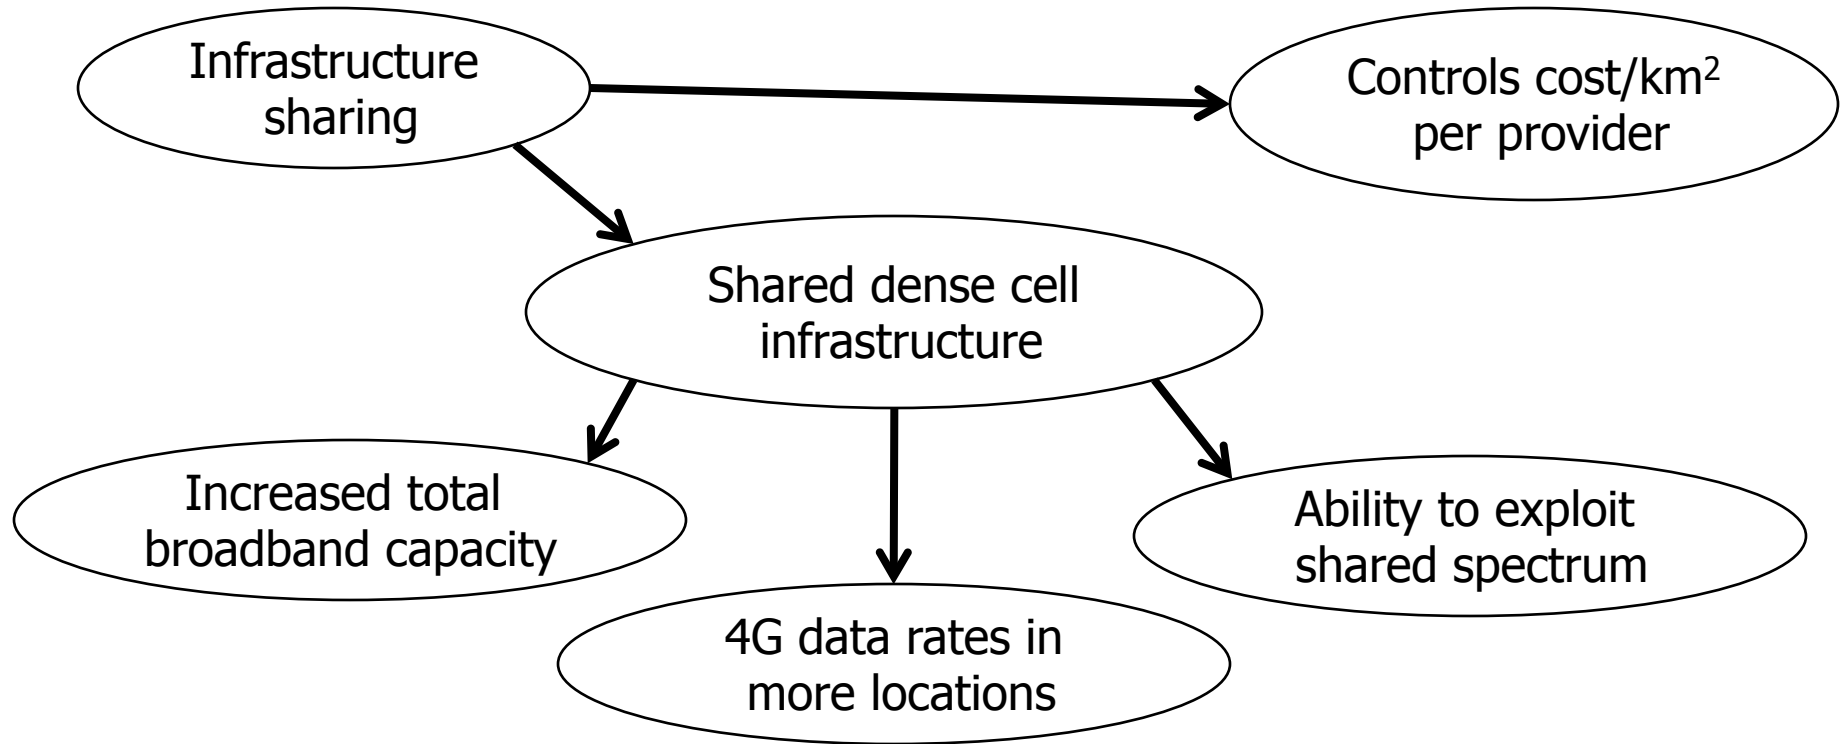 Infrastructure
sharing
Controls cost/km²
per provider
Shared dense cell
infrastructure
Increased total
broadband capacity
Ability to exploit
shared spectrum
4G data rates in
more locations